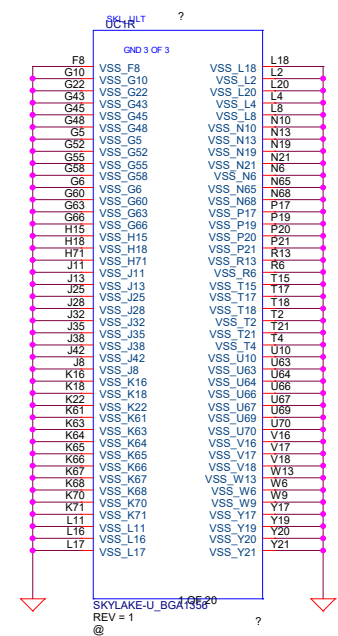 SKL_ULT
UC1R
?
GND 3 OF 3
F8 VSS_F8 VSS_L18 L18
G10 VSS_G10 VSS_L2 L2
G22 VSS_G22 VSS_L20 L20
G43 VSS_G43 VSS_L4 L4
G45 VSS_G45 VSS_L8 L8
G48 VSS_G48 VSS_N10 N10
G5 VSS_G5 VSS_N13 N13
G52 VSS_G52 VSS_N19 N19
G55 VSS_G55 VSS_N21 N21
G58 VSS_G58 VSS_N6 N6
G6 VSS_G6 VSS_N65 N65
G60 VSS_G60 VSS_N68 N68
G63 VSS_G63 VSS_P17 P17
G66 VSS_G66 VSS_P19 P19
H15 VSS_H15 VSS_P20 P20
H18 VSS_H18 VSS_P21 P21
H71 VSS_H71 VSS_R13 R13
J11 VSS_J11 VSS_R6 R6
J13 VSS_J13 VSS_T15 T15
J25 VSS_J25 VSS_T17 T17
J28 VSS_J28 VSS_T18 T18
J32 VSS_J32 VSS_T2 T2
J35 VSS_J35 VSS_T21 T21
J38 VSS_J38 VSS_T4 T4
J42 VSS_J42 VSS_U10 U10
J8 VSS_J8 VSS_U63 U63
K16 VSS_K16 VSS_U64 U64
K18 VSS_K18 VSS_U66 U66
K22 VSS_K22 VSS_U67 U67
K61 VSS_K61 VSS_U69 U69
K63 VSS_K63 VSS_U70 U70
K64 VSS_K64 VSS_V16 V16
K65 VSS_K65 VSS_V17 V17
K66 VSS_K66 VSS_V18 V18
K67 VSS_K67 VSS_W13 W13
K68 VSS_K68 VSS_W6 W6
K70 VSS_K70 VSS_W9 W9
K71 VSS_K71 VSS_Y17 Y17
L11 VSS_L11 VSS_Y19 Y19
L16 VSS_L16 VSS_Y20 Y20
L17 VSS_L17 VSS_Y21 Y21
1 OF 20
SKYLAKE-U_BGA1356
REV = 1
?
@